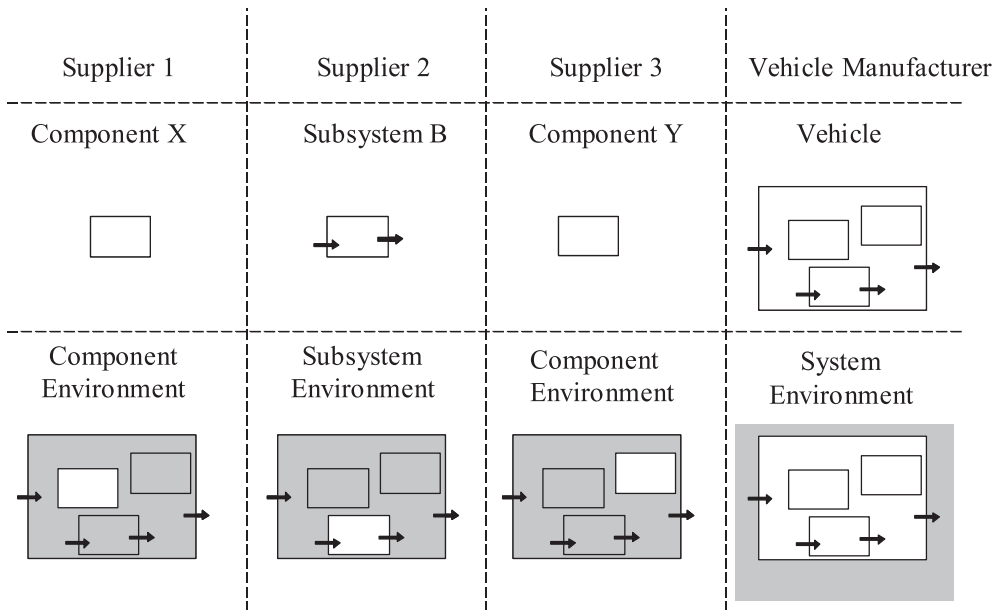 Supplier 1
Supplier 2
Supplier 3
Vehicle Manufacturer
Component X
Subsystem B
Component Y
Vehicle
Component
Environment
Subsystem
Environment
Component
Environment
System
Environment